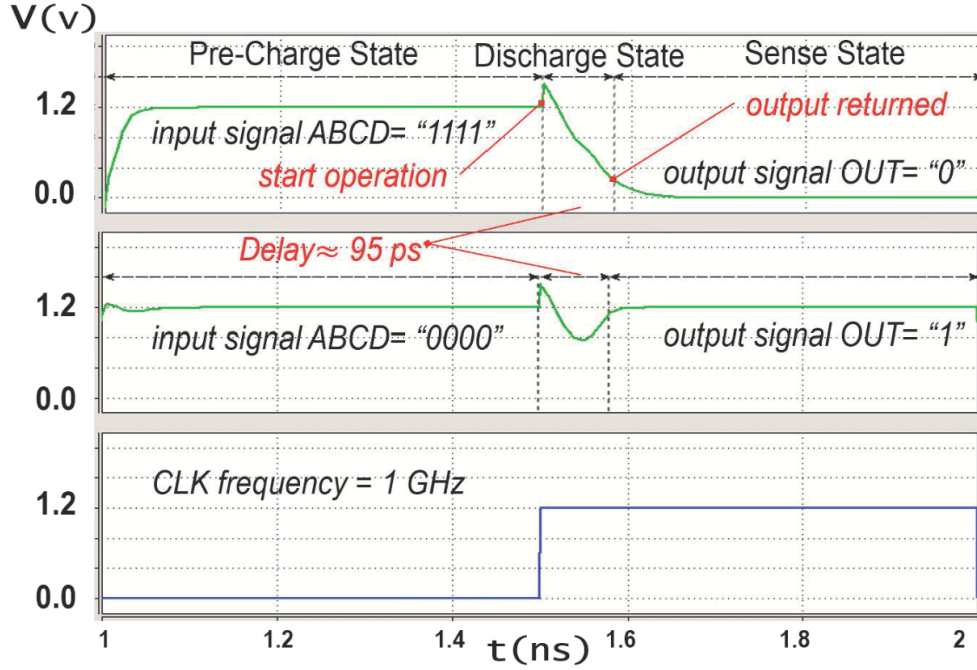 V(v)
Pre-Charge State Discharge State Sense State
1.2
input signal ABCD= “1111”
start operation
output returned
output signal OUT= “0”
0.0
Delay≈ 95 ps
1.2
input signal ABCD= “0000”
output signal OUT= “1”
0.0
CLK frequency = 1 GHz
1.2
0.0
1 1.2 1.4 1.6 1.8 2
t(ns)